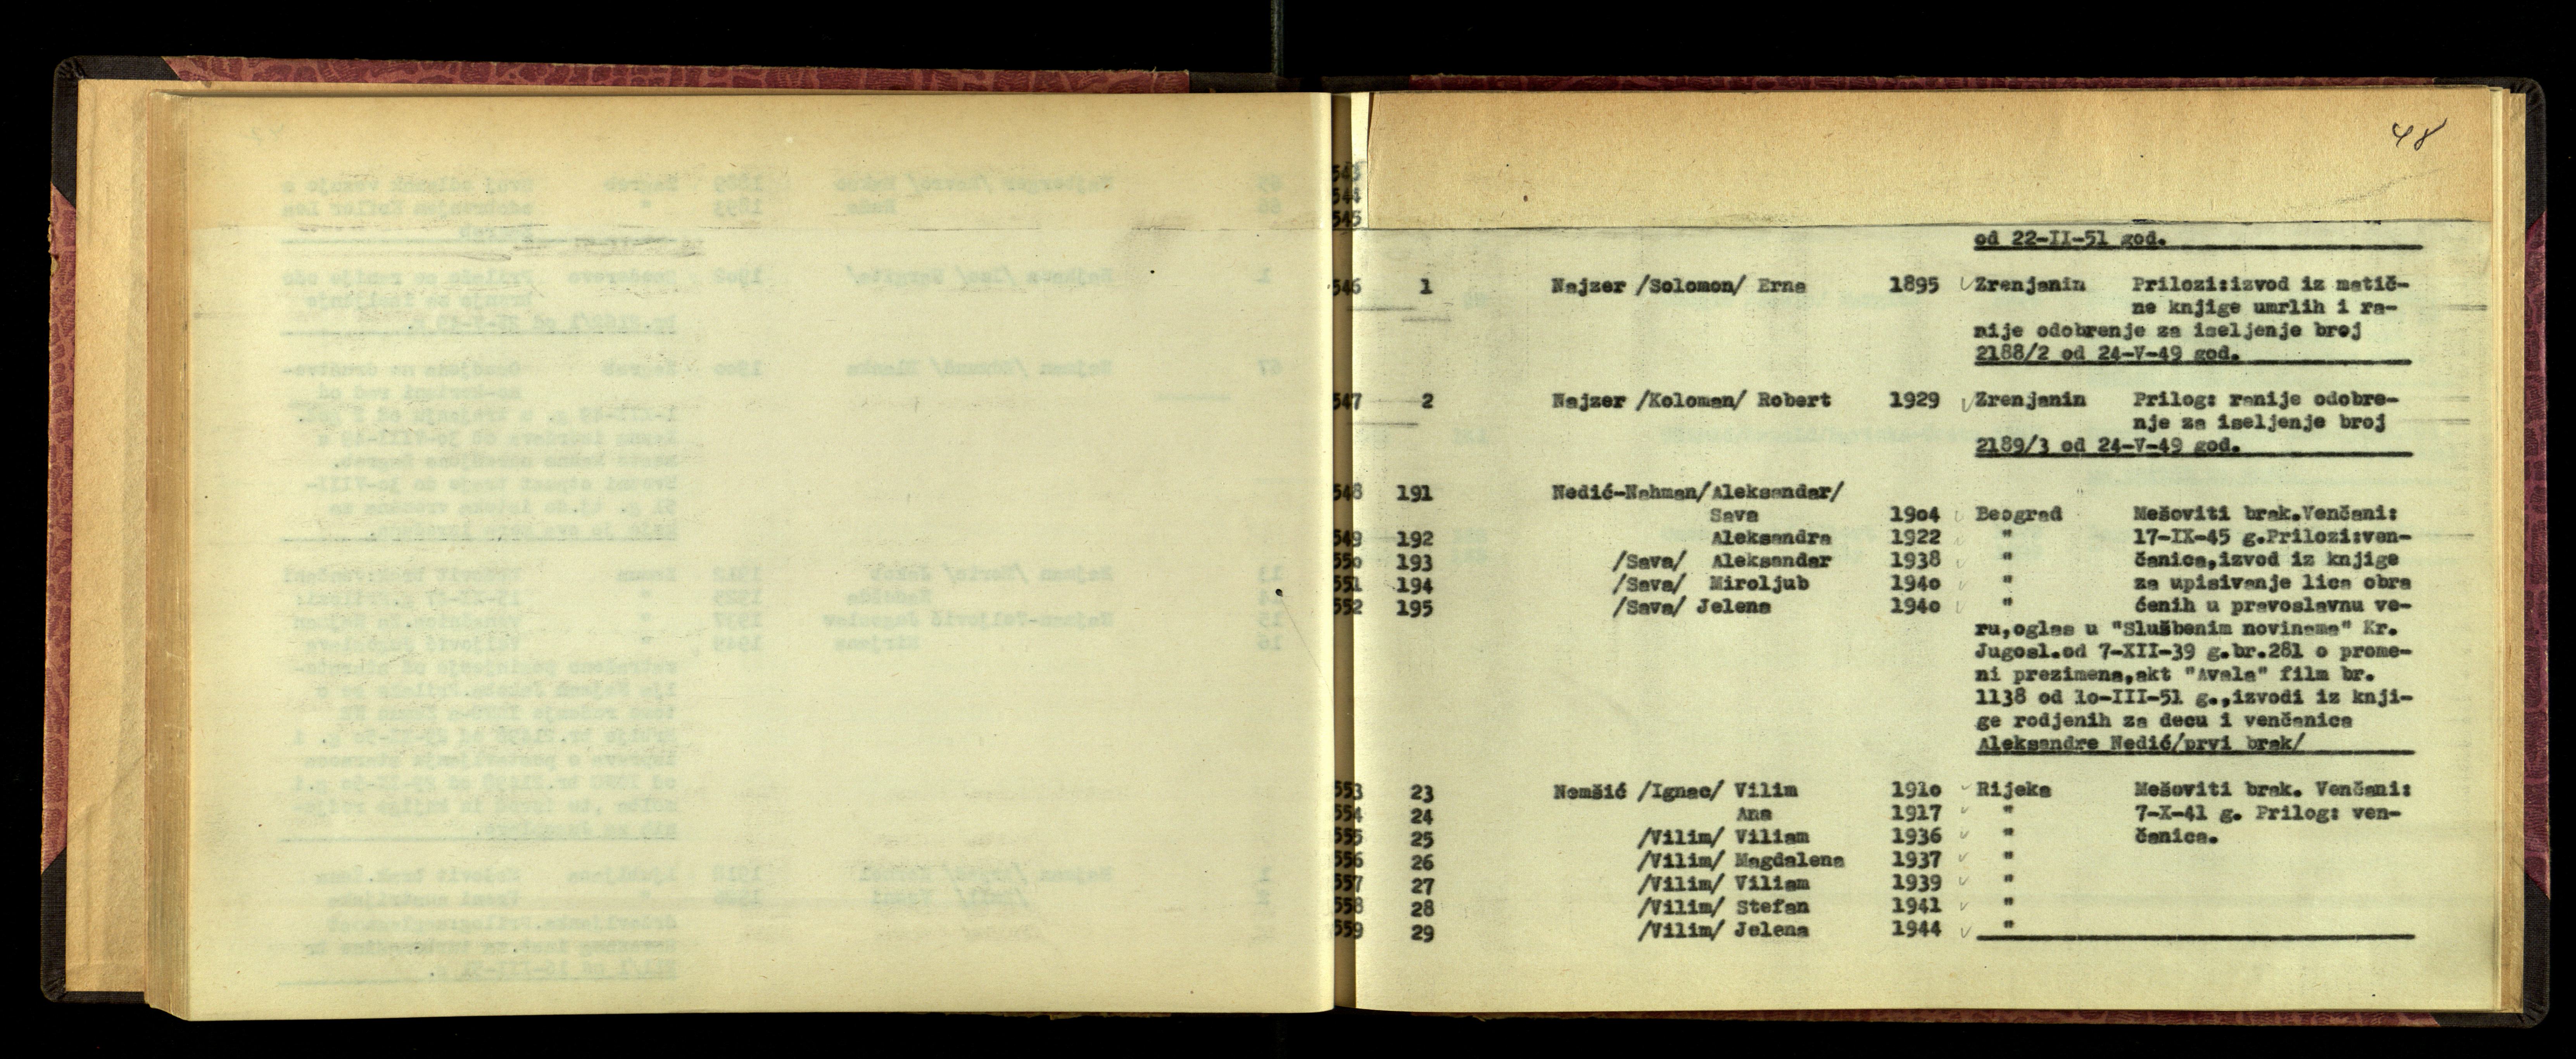 48
543
544
545
od 22-II-51 god.
546 1 Najzer /Solomon/ Erna 1895 Zrenjanin Prilozi:izvod iz matič-
ne knjige umrlih i ra-
nije odobrenje za iseljenje broj
2188/2 od 24-V-49 god.
547 2 Najzer /Koloman/ Robert 1929 Zrenjanin Prilog: ranije odobre-
nje za iseljenje broj
2189/3 od 24-V-49 god.
548 191 Nedić-Nahman/Aleksandar/
Sava 19o4 Beograd Mešoviti brak.Venčani:
549 192 Aleksandra 1922 " 17-IX-45 g.Prilozi:ven-
55o 193 /Sava/ Aleksandar 1938 " čanica,izvod iz knjige
551 194 /Sava/ Miroljub 194o " za upisivanje lica obra
552 195 /Sava/ Jelena 194o " ćenih u pravoslavnu ve-
ru,oglas u "Službenim novinama" Kr.
Jugosl.od 7-XII-39 g.br.281 o prome-
ni prezimena,akt "Avala" film br.
1138 od 1o-III-51 g.,izvodi iz knji-
ge rodjenih za decu i venčanica
Aleksandre Nedić/prvi brak/
553 23 Nemšić /Ignac/ Vilim 191o Rijeka Mešoviti brak. Venčani:
554 24 Ana 1917 " 7-X-41 g. Prilog: ven-
555 25 /Vilim/ Viliam 1936 " čanica.
556 26 /Vilim/ Magdalena 1937 "
557 27 /Vilim/ Viliam 1939 "
558 28 /Vilim/ Stefan 1941 "
559 29 /Vilim/ Jelena 1944 "